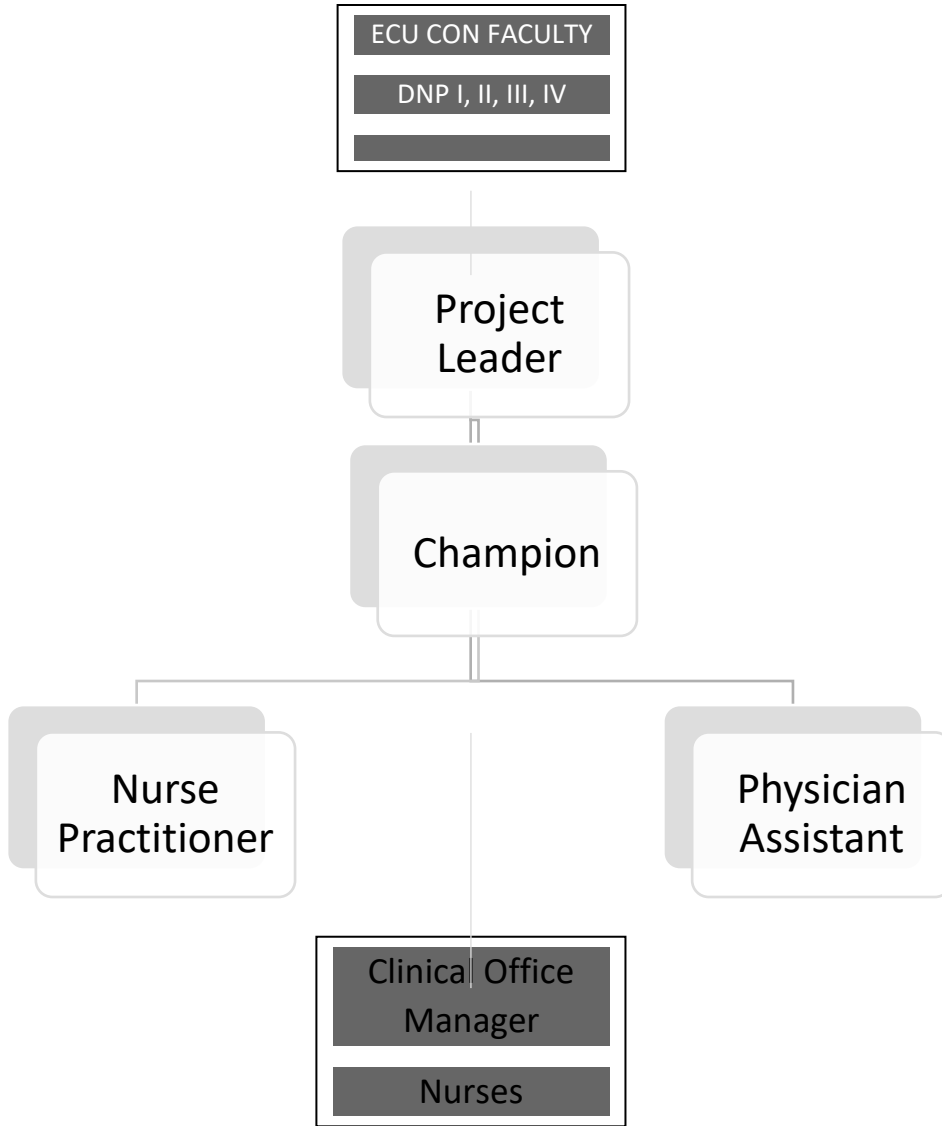 ECU CON FACULTY
DNP I, II, III, IV
Project
Leader
Champion
Nurse
Practitioner
Physician
Assistant
Clinical Office
Manager
Nurses